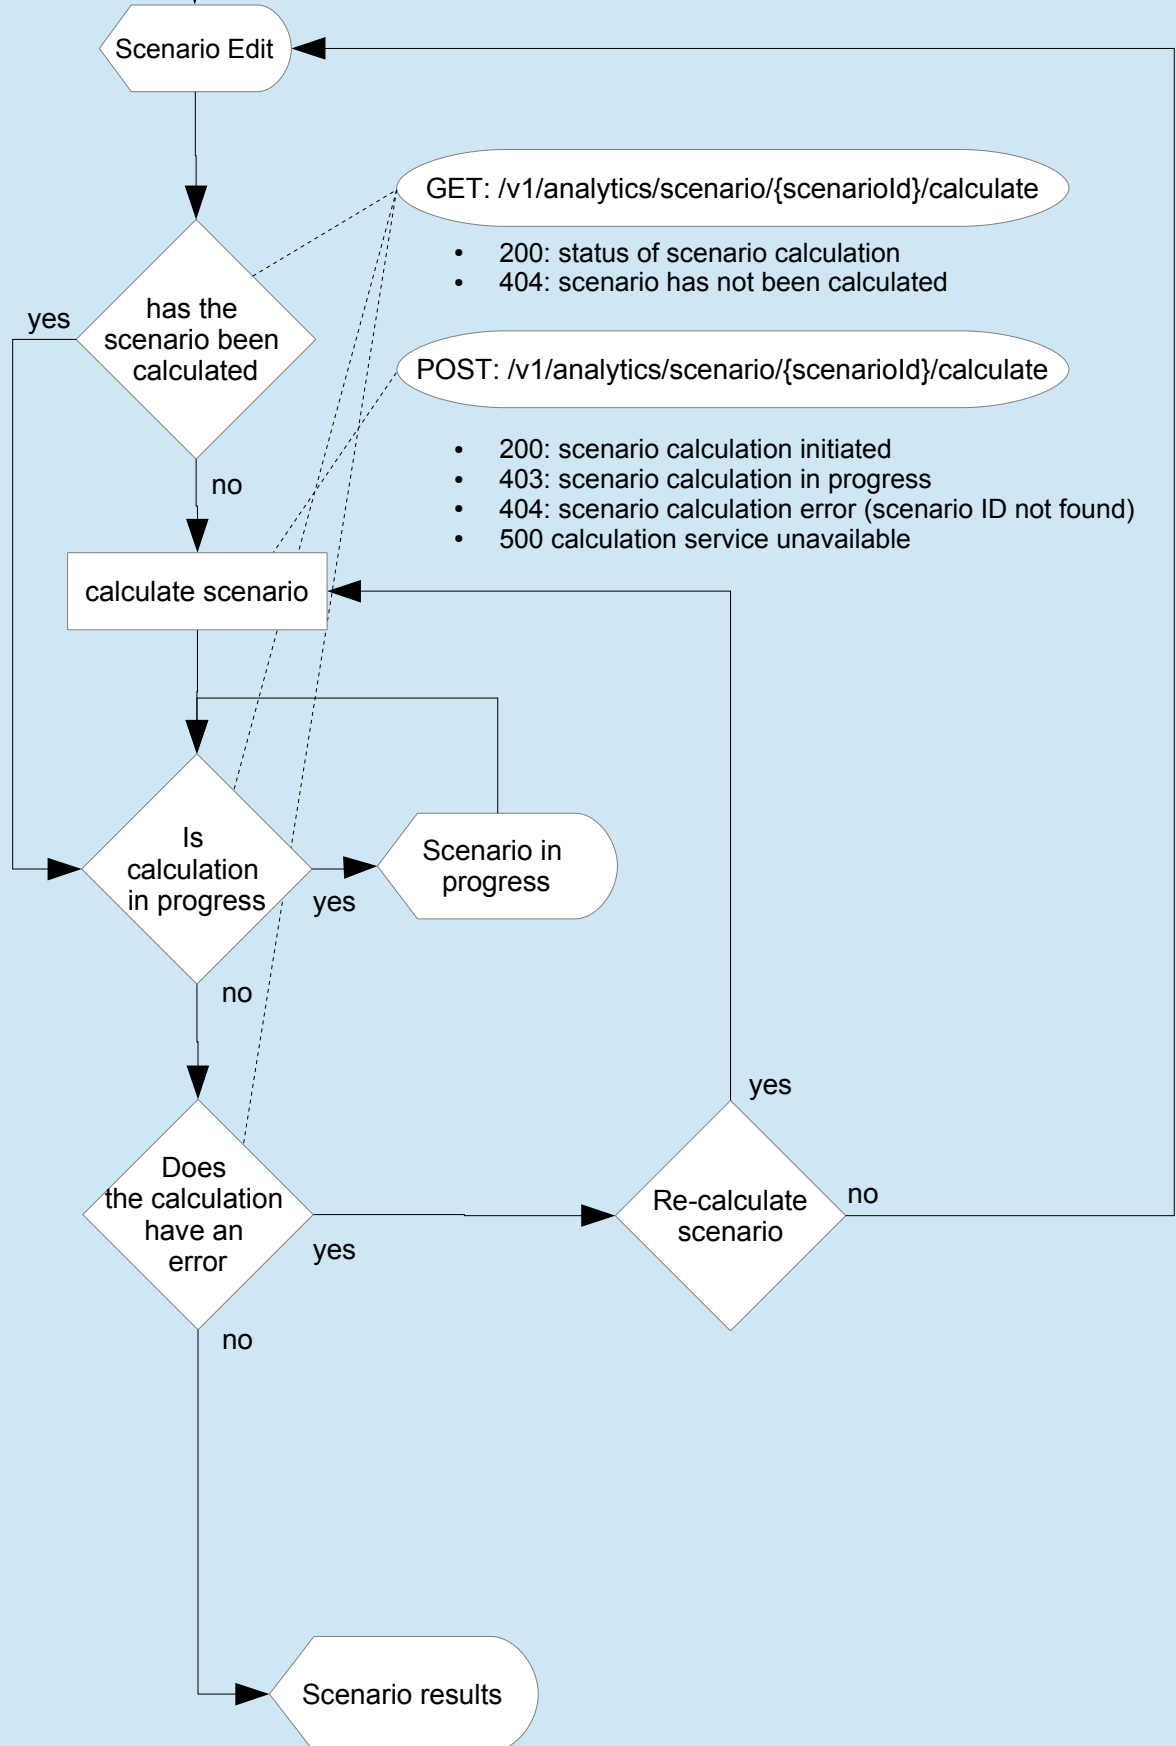 Scenario Edit
GET: /v1/analytics/scenario/{scenarioId}/calculate
• 200: status of scenario calculation
• 404: scenario has not been calculated
has the
scenario been
calculated
yes
no
POST: /v1/analytics/scenario/{scenarioId}/calculate
• 200: scenario calculation initiated
• 403: scenario calculation in progress
• 404: scenario calculation error (scenario ID not found)
• 500 calculation service unavailable
calculate scenario
Is
calculation
in progress
yes
no
Scenario in
progress
Does
the calculation
have an
error
yes
no
Re-calculate
scenario
yes
no
Scenario results